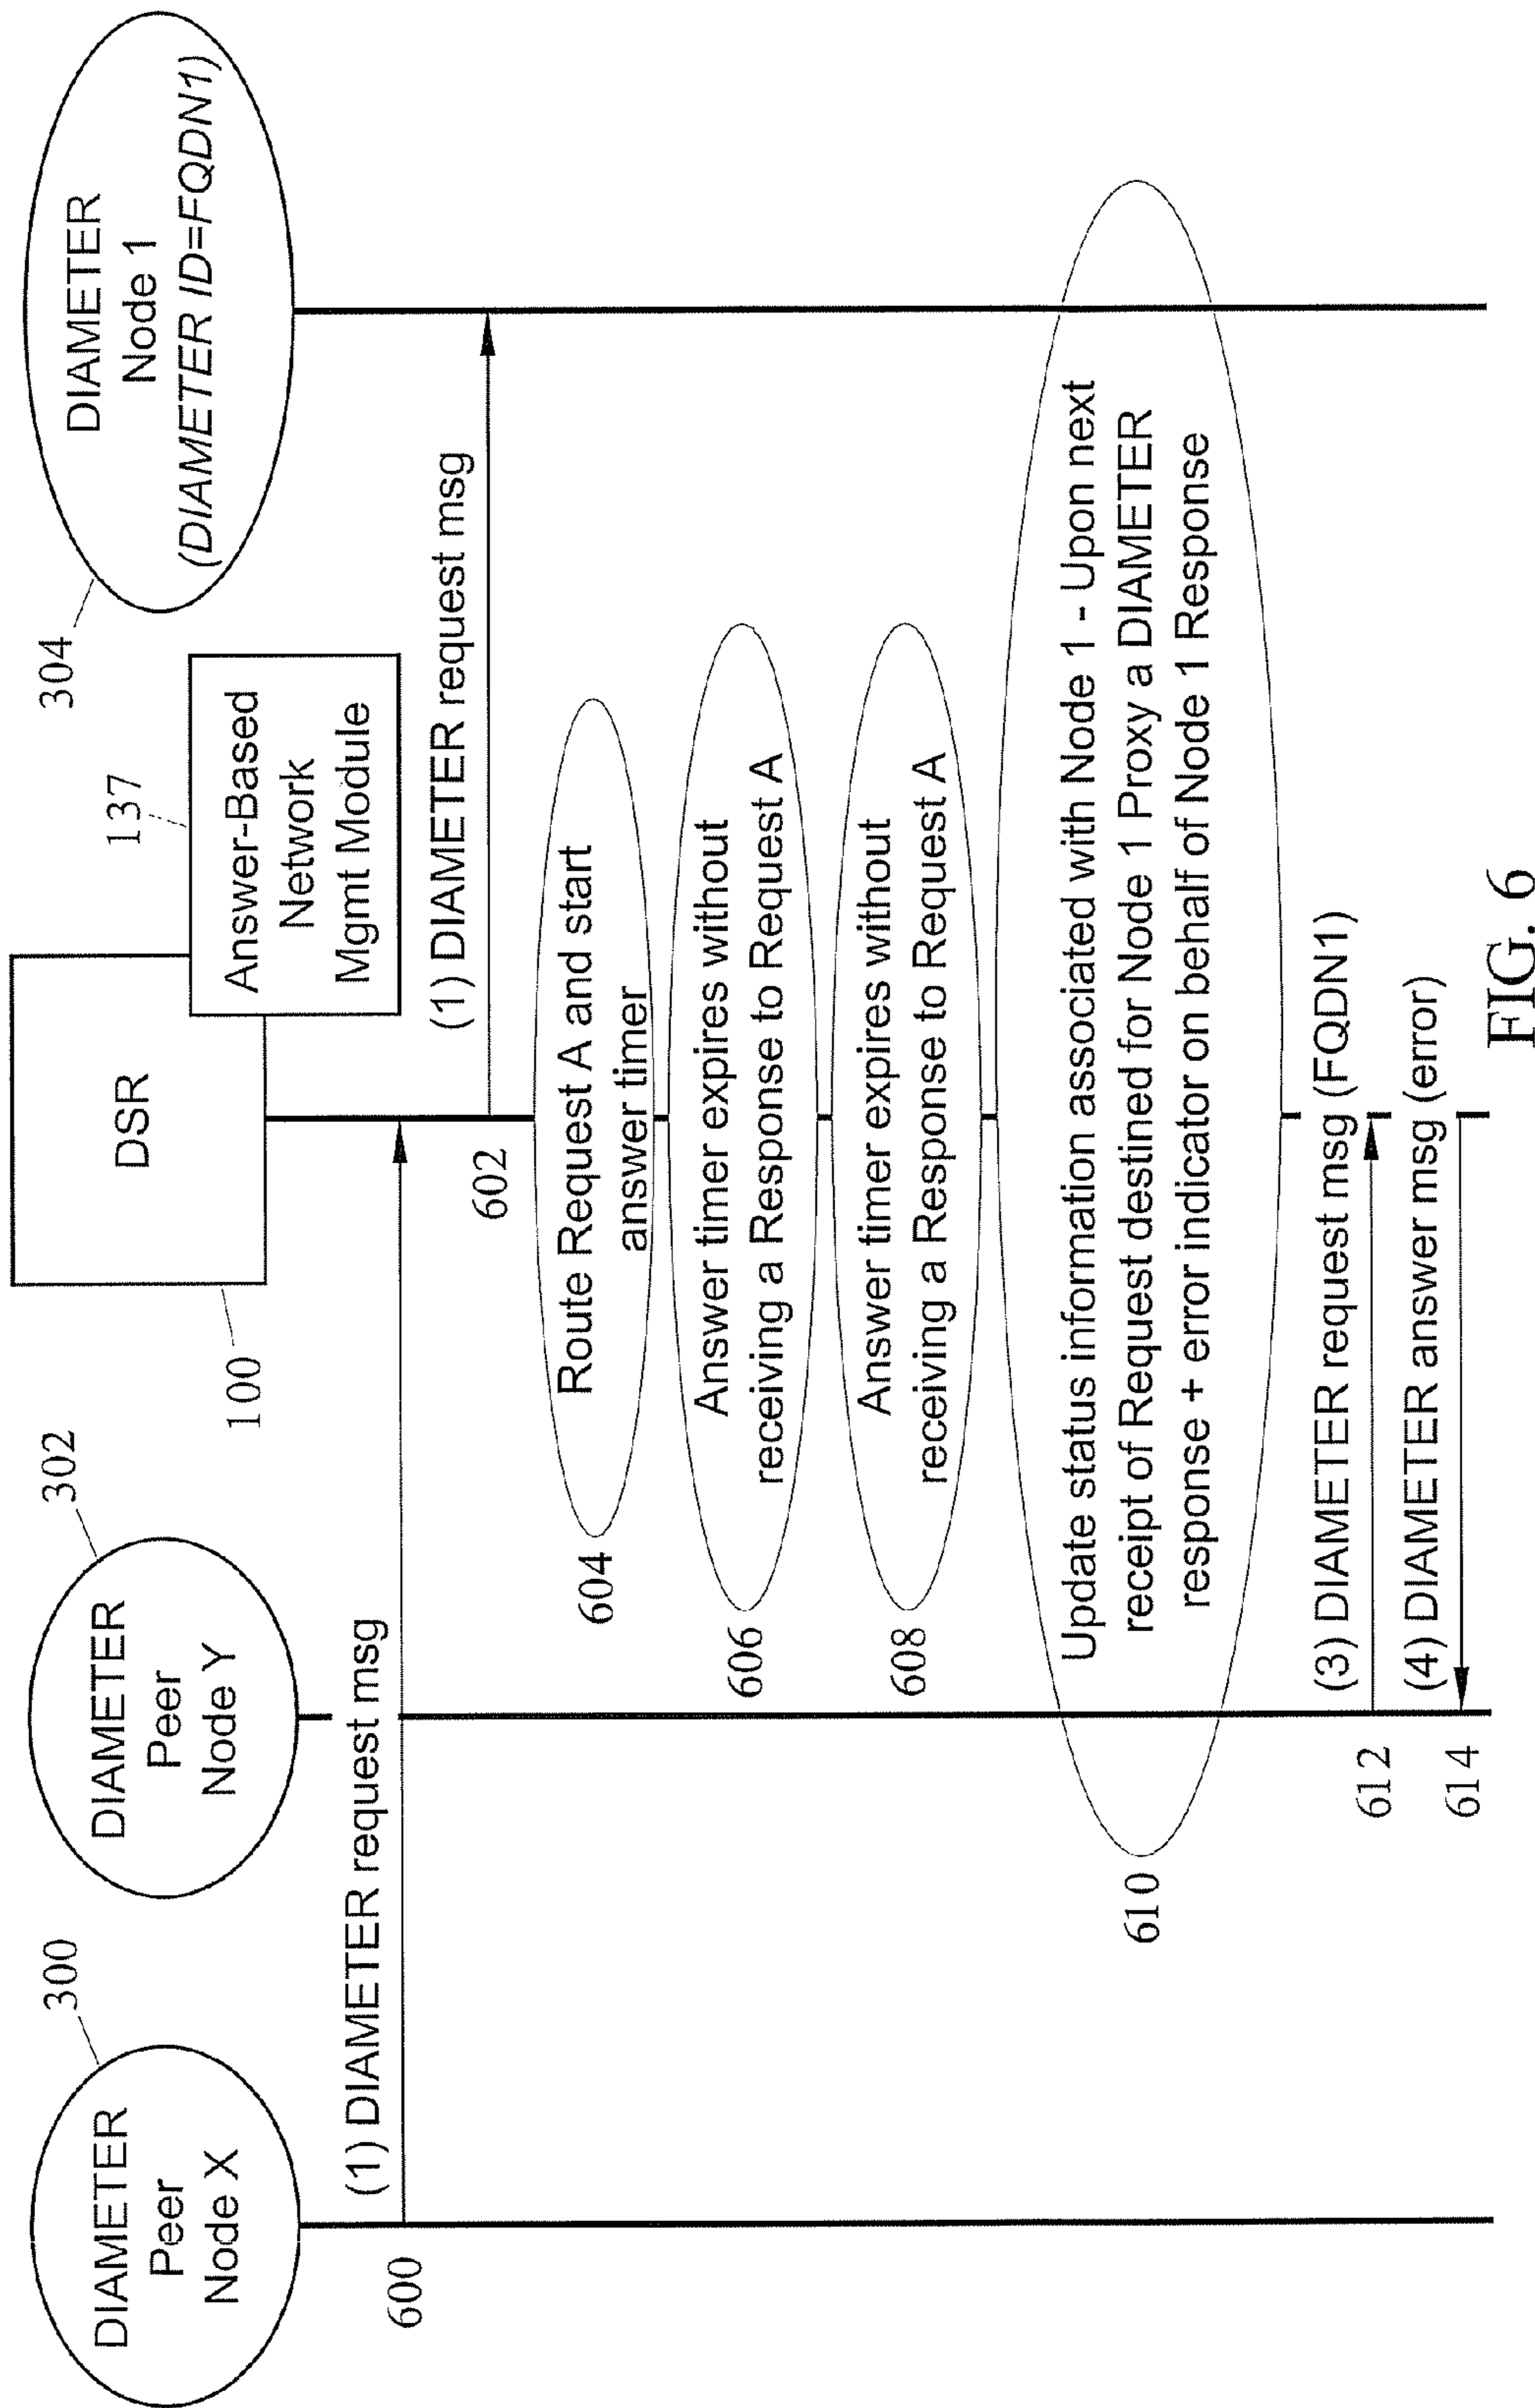 300
DIAMETER
Peer
Node X
302
DIAMETER
Peer
Node Y
100
DSR
137
Answer-Based
Network
Mgmt Module
304
DIAMETER
Node 1
(DIAMETER ID=FQDN1)
600
(1) DIAMETER request msg
602
(1) DIAMETER request msg
604
Route Request A and start
answer timer
606
Answer timer expires without
receiving a Response to Request A
608
Answer timer expires without
receiving a Response to Request A
610
Update status information associated with Node 1 - Upon next
receipt of Request destined for Node 1 Proxy a DIAMETER
response + error indicator on behalf of Node 1 Response
612
(3) DIAMETER request msg (FQDN1)
614
(4) DIAMETER answer msg (error)
FIG. 6